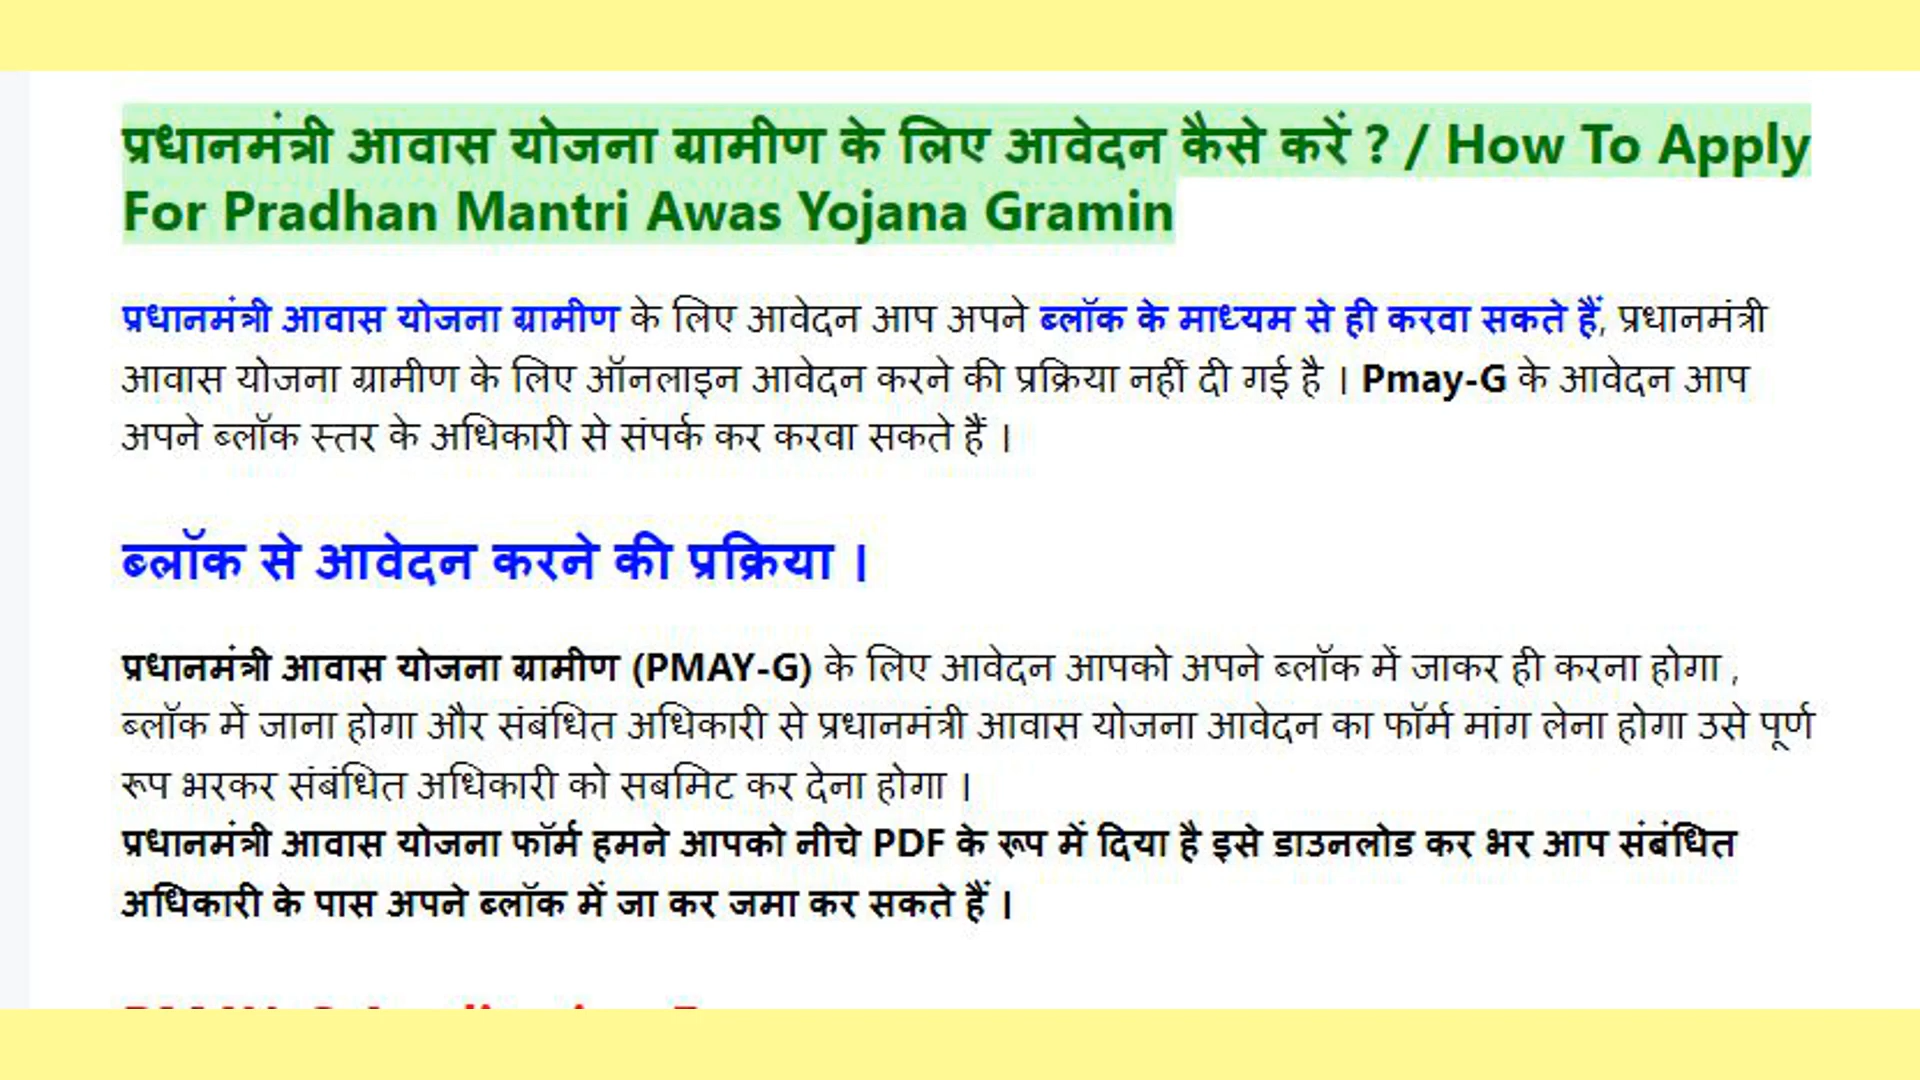 प्रधानमंत्री आवास योजना ग्रामीण के लिए आवेदन कैसे करें ? / How To Apply
For Pradhan Mantri Awas Yojana Gramin
प्रधानमंत्री आवास योजना ग्रामीण के लिए आवेदन आप अपने ब्लॉक के माध्यम से ही करवा सकते हैं, प्रधानमंत्री
आवास योजना ग्रामीण के लिए ऑनलाइन आवेदन करने की प्रक्रिया नहीं दी गई है । Pmay-G के आवेदन आप
अपने ब्लॉक स्तर के अधिकारी से संपर्क कर करवा सकते हैं ।
ब्लॉक से आवेदन करने की प्रक्रिया ।
प्रधानमंत्री आवास योजना ग्रामीण (PMAY-G) के लिए आवेदन आपको अपने ब्लॉक में जाकर ही करना होगा ,
ब्लॉक में जाना होगा और संबंधित अधिकारी से प्रधानमंत्री आवास योजना आवेदन का फॉर्म मांग लेना होगा उसे पूर्ण
रूप भरकर संबंधित अधिकारी को सबमिट कर देना होगा ।
प्रधानमंत्री आवास योजना फॉर्म हमने आपको नीचे PDF के रूप में दिया है इसे डाउनलोड कर भर आप संबंधित
अधिकारी के पास अपने ब्लॉक में जा कर जमा कर सकते हैं ।